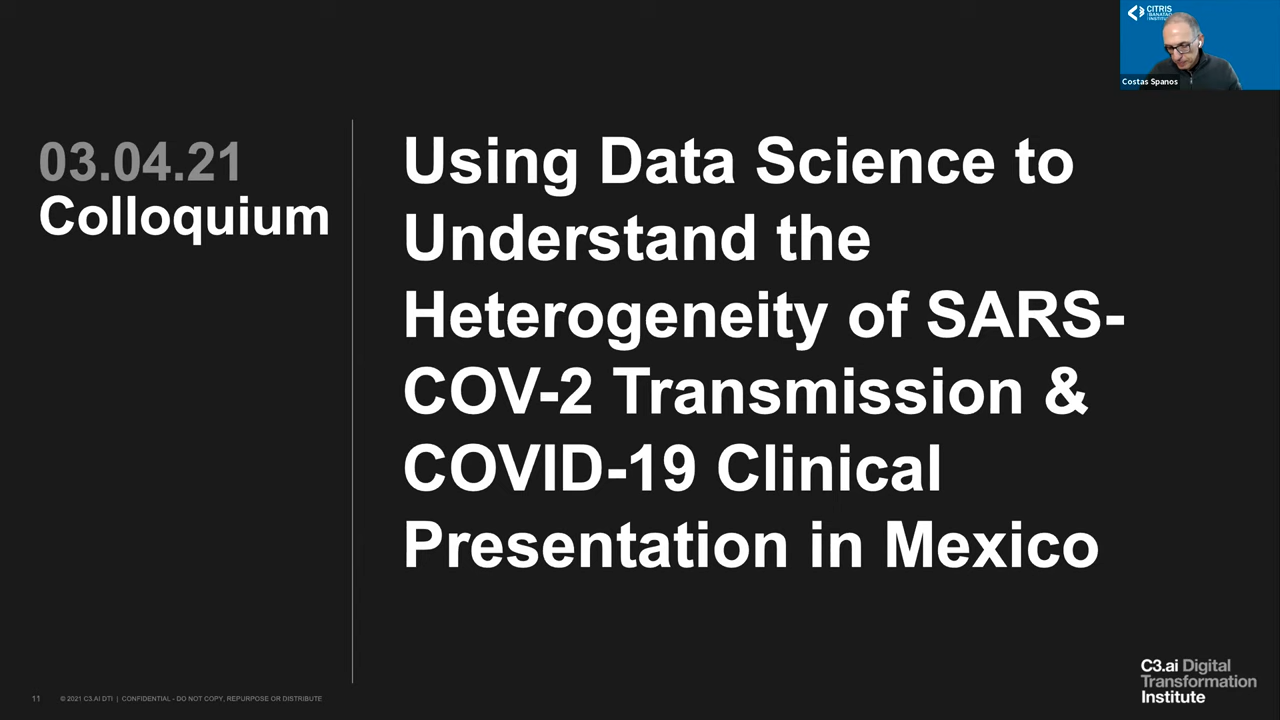 CITRIS
Costas Spanos
03.04.21
Colloquium
Using Data Science to
Understand the
Heterogeneity of SARS-
COV-2 Transmission &
COVID-19 Clinical
Presentation in Mexico
C3.ai Digital
Transformation
Institute
11
© 2021 C3.AI DTI | CONFIDENTIAL - DO NOT COPY, REPURPOSE OR DISTRIBUTE